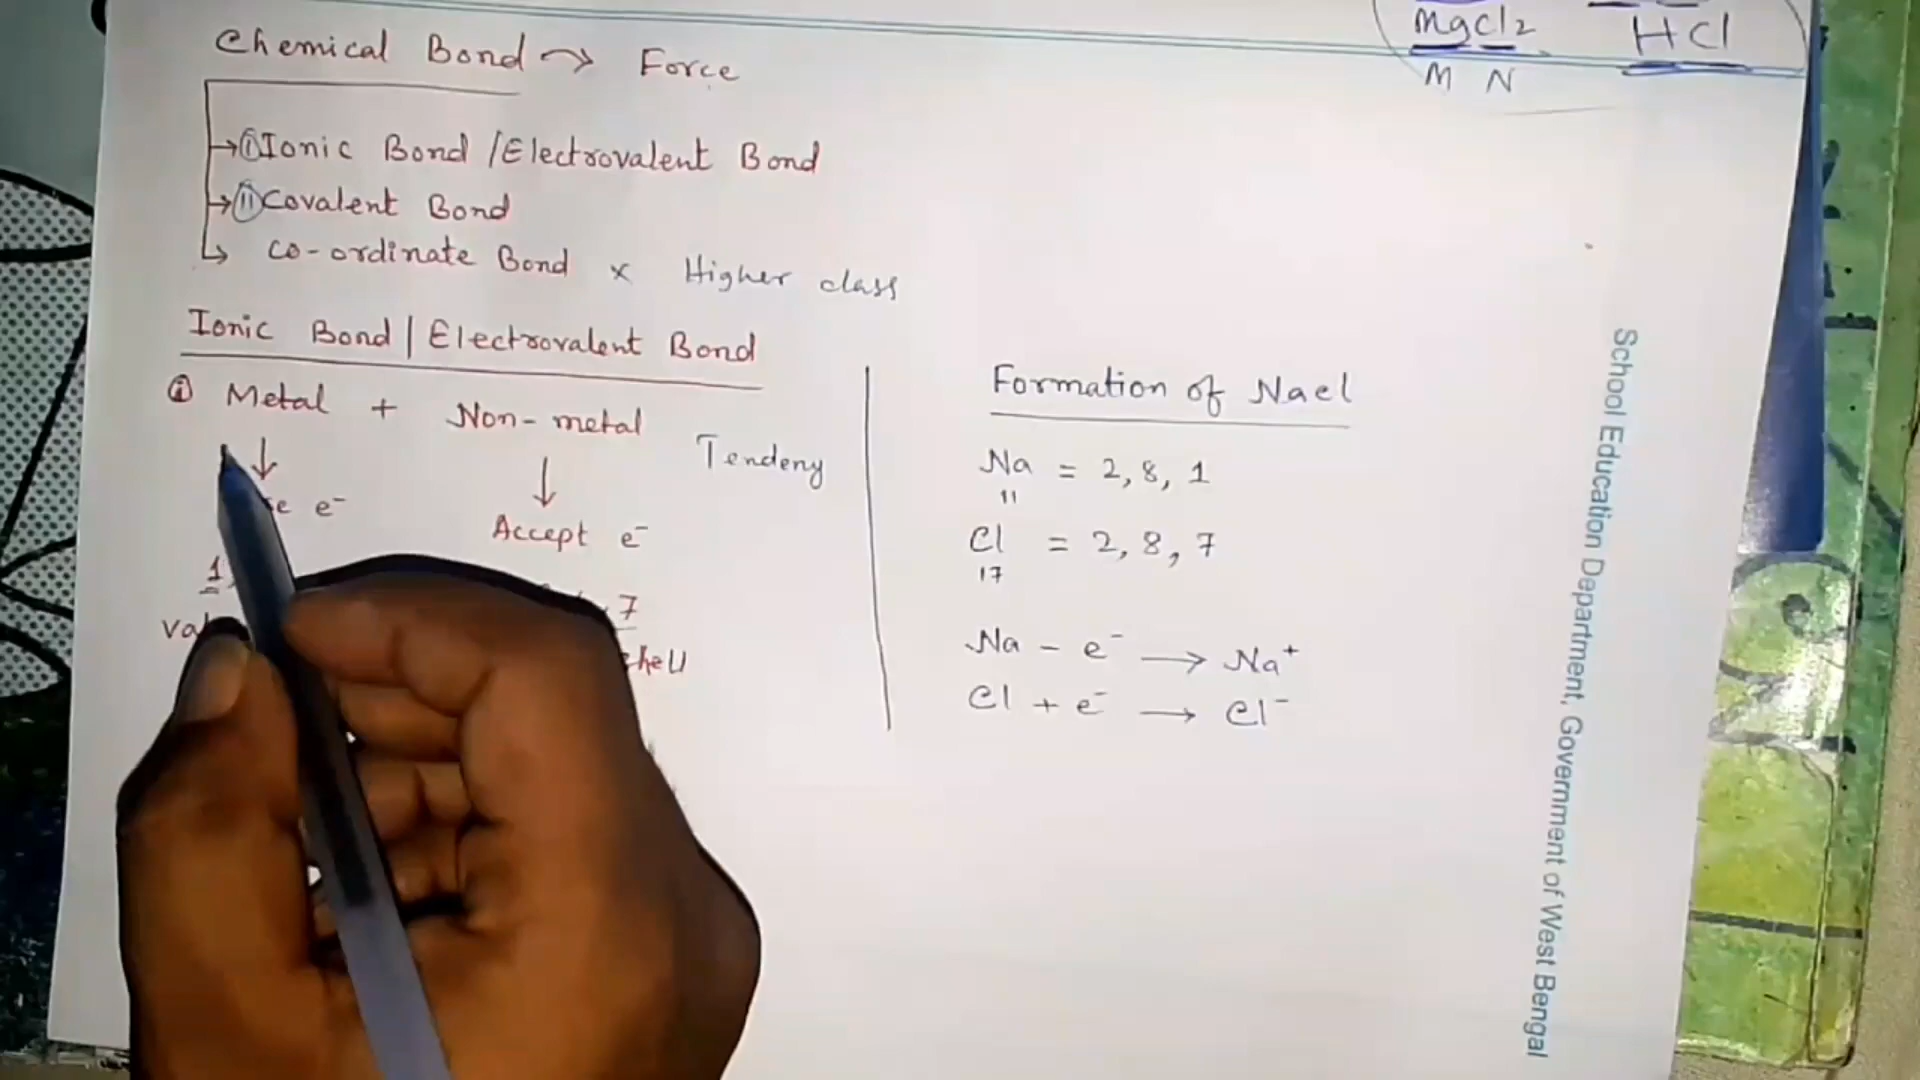 MgCl2 HCl
M N
Chemical Bond → Force
→ (i) Ionic Bond / Electrovalent Bond
→ (ii) Covalent Bond
↳ Co-ordinate Bond × Higher class
Ionic Bond | Electrovalent Bond
(i) Metal + Non-metal
Tendeny
↓ ↓
e⁻ Accept e⁻
1 7
shell
Formation of Nacl
Na = 2, 8, 1
11
Cl = 2, 8, 7
17
Na - e⁻ → Na⁺
Cl + e⁻ → Cl⁻
School Education Department, Government of West Bengal